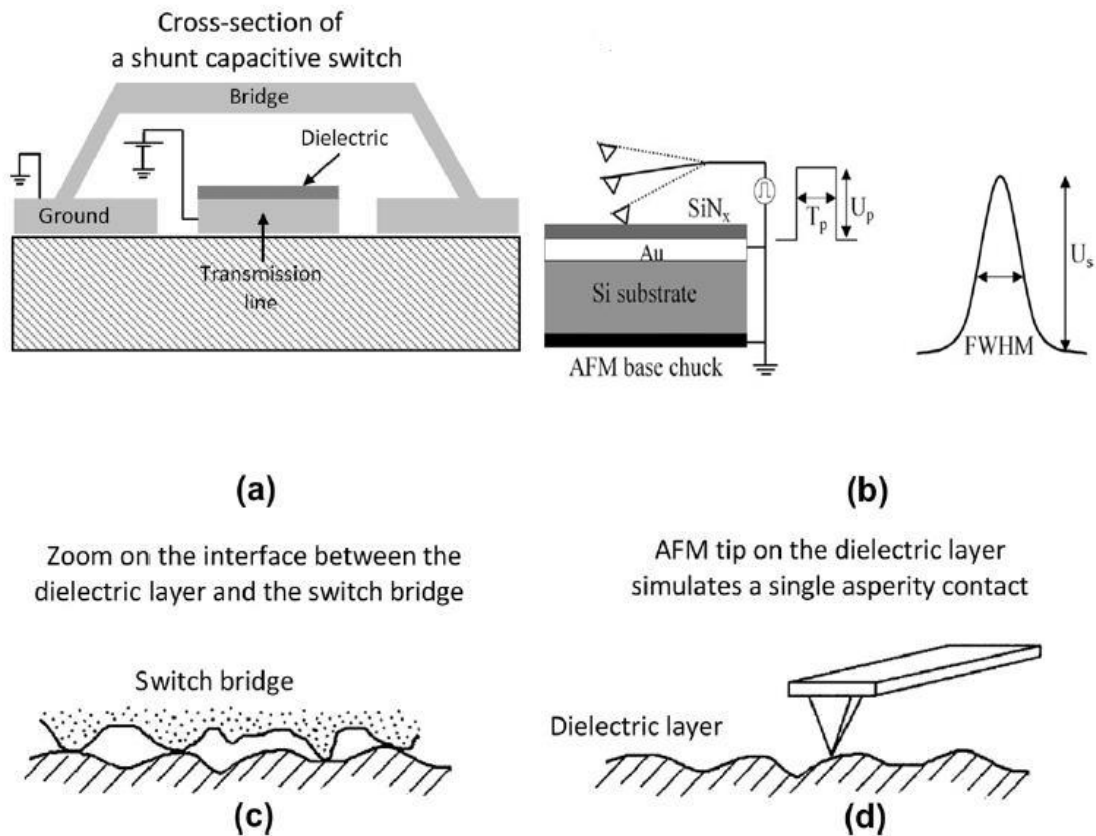 Cross-section of
a shunt capacitive switch
Bridge
Dielectric
Ground
Transmission
line
SiNₓ
Au
Si substrate
AFM base chuck
Tₚ
Uₚ
Uₛ
FWHM
(a)
(b)
Zoom on the interface between the
dielectric layer and the switch bridge
Switch bridge
(c)
AFM tip on the dielectric layer
simulates a single asperity contact
Dielectric layer
(d)